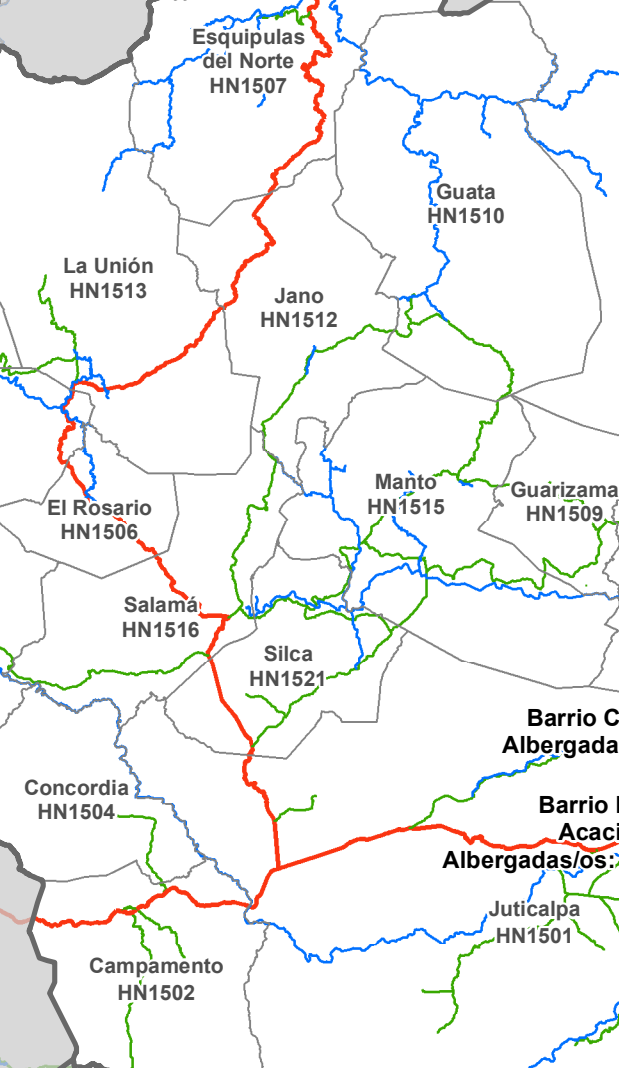 Esquipulas
del Norte
HN1507
Guata
HN1510
La Unión
HN1513
Jano
HN1512
Manto
HN1515
Guarizama
HN1509
El Rosario
HN1506
Salamá
HN1516
Silca
HN1521
Barrio C
Albergada
Concordia
HN1504
Barrio
Acaci
Albergadas/os:
Juticalpa
HN1501
Campamento
HN1502